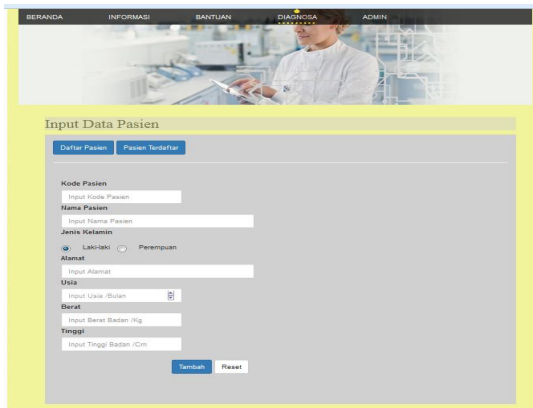 BERANDA INFORMASI BANTUAN DIAGNOSA ADMIN
Input Data Pasien
Daftar Pasien Pasien Terdaftar
Kode Pasien
Input Kode Pasien
Nama Pasien
Input Nama Pasien
Jenis Kelamin
Laki-laki Perempuan
Alamat
Input Alamat
Usia
Input Usia /Bulan
Berat
Input Berat Badan /Kg
Tinggi
Input Tinggi Badan /Cm
Tambah Reset